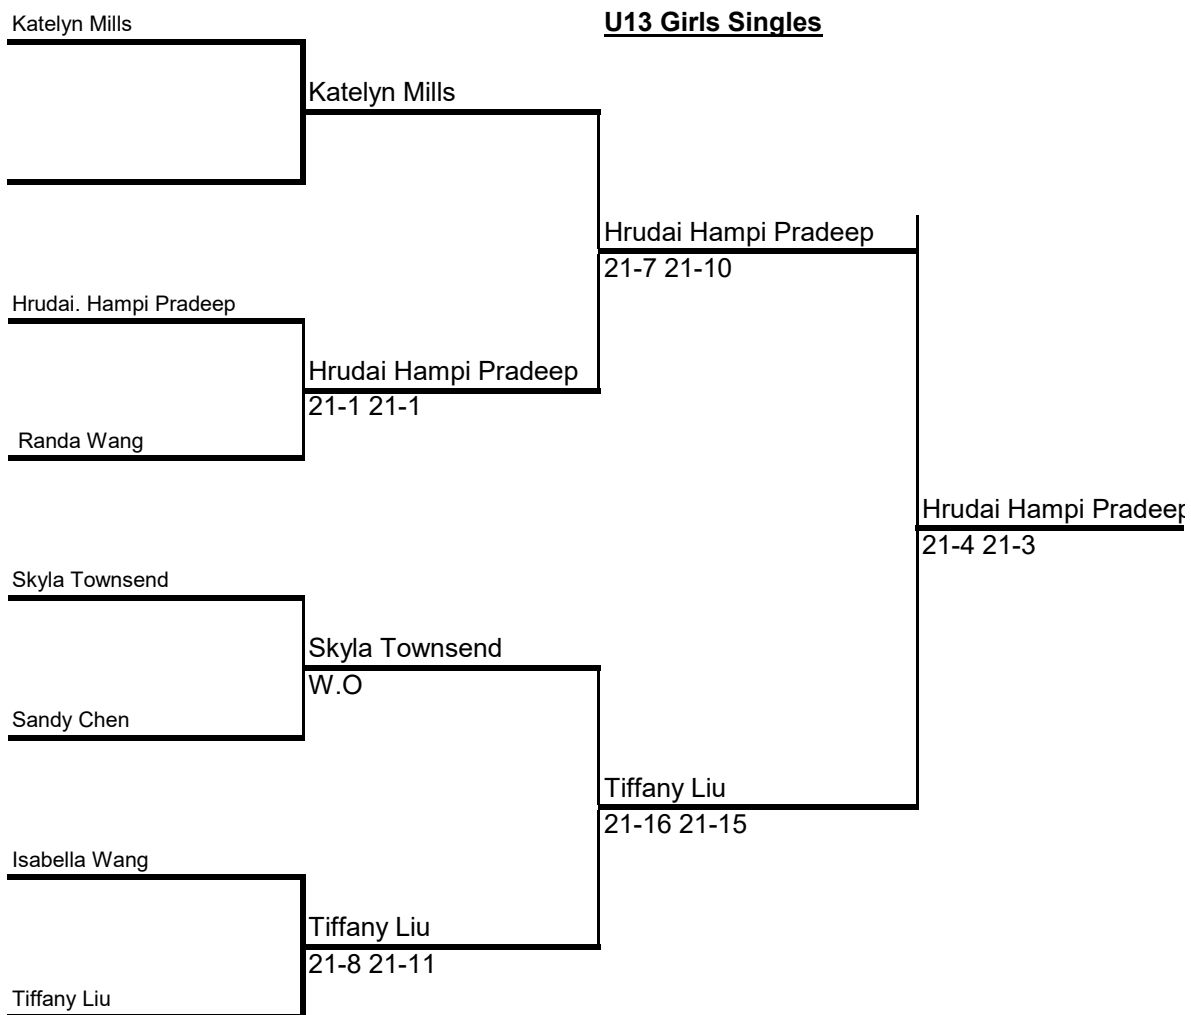 Katelyn Mills
U13 Girls Singles
Katelyn Mills
Hrudai Hampi Pradeep
21-7 21-10
Hrudai. Hampi Pradeep
Hrudai Hampi Pradeep
21-1 21-1
Randa Wang
Hrudai Hampi Pradeep
21-4 21-3
Skyla Townsend
Skyla Townsend
W.O
Sandy Chen
Tiffany Liu
21-16 21-15
Isabella Wang
Tiffany Liu
21-8 21-11
Tiffany Liu